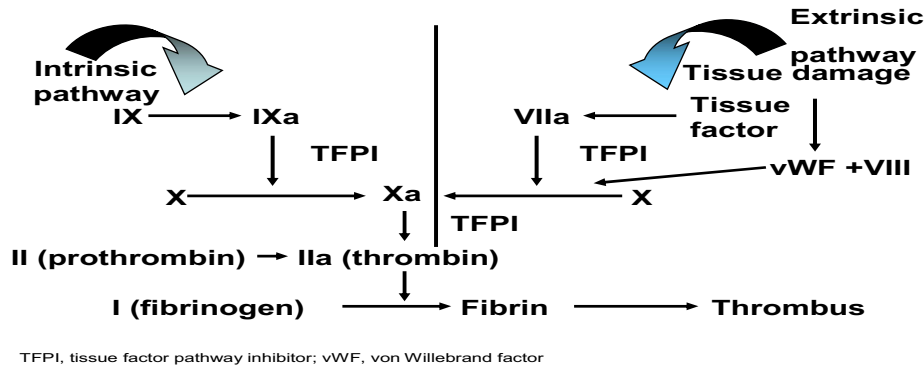 Extrinsic
pathway
Intrinsic
pathway
Tissue damage
IX IXa VIIa Tissue
factor
TFPI TFPI
vWF +VIII
X Xa X
TFPI
II (prothrombin) IIa (thrombin)
I (fibrinogen) Fibrin Thrombus
TFPI, tissue factor pathway inhibitor; vWF, von Willebrand factor